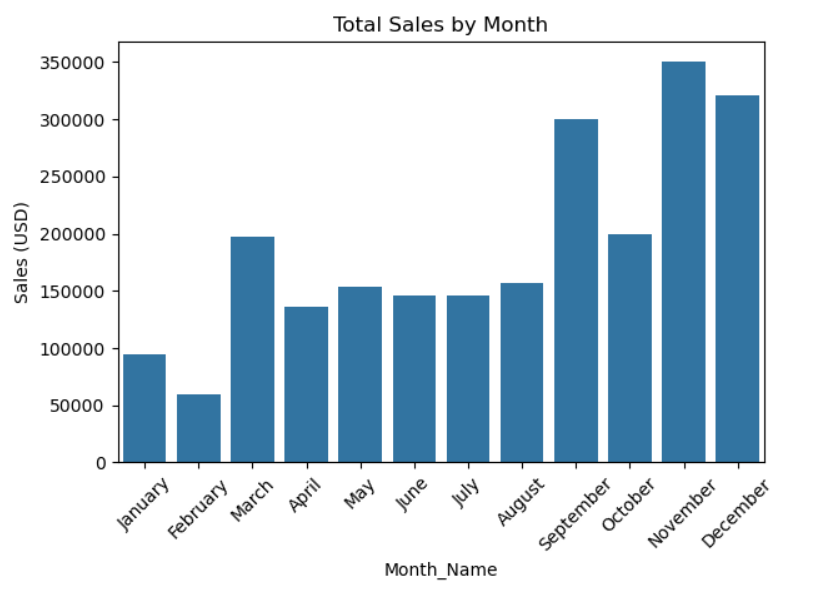 Total Sales by Month
Sales (USD)
350000
300000
250000
200000
150000
100000
50000
0
January
February
March
April
May
June
July
August
September
October
November
December
Month_Name